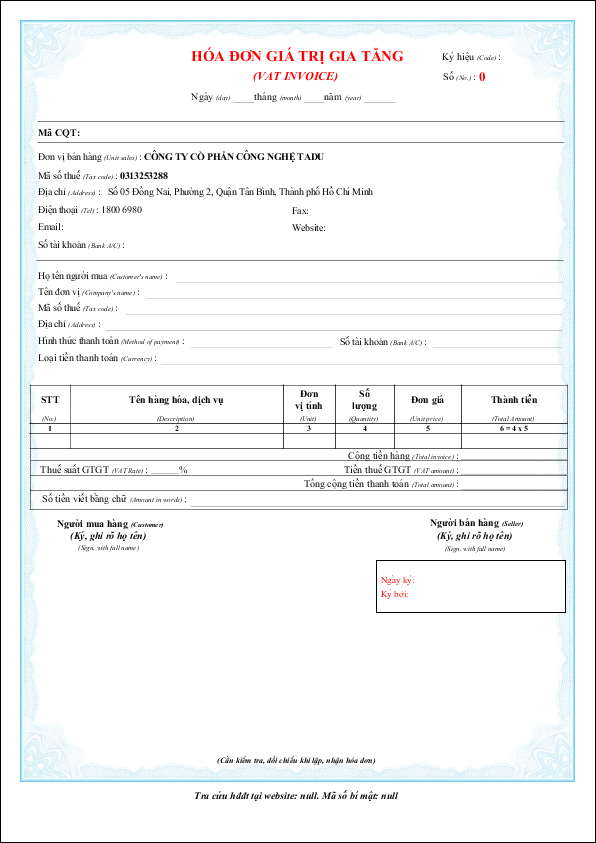 HÓA ĐƠN GIÁ TRỊ GIA TĂNG
Ký hiệu (Code) :
(VAT INVOICE)
Số (No.) : 0
Ngày (day) ____tháng (month) ____năm (year) ______
Mã CQT:
Đơn vị bán hàng (Unit sales) : CÔNG TY CỔ PHẦN CÔNG NGHỆ TADU
Mã số thuế (Tax code) : 0313253288
Địa chỉ (Address) : Số 05 Đồng Nai, Phường 2, Quận Tân Bình, Thành phố Hồ Chí Minh
Điện thoại (Tel) : 1800 6980 Fax:
Email: Website:
Số tài khoản (Bank A/C) :
Họ tên người mua (Customer's name) :
Tên đơn vị (Company's name) :
Mã số thuế (Tax code) :
Địa chỉ (Address) :
Hình thức thanh toán (Method of payment) : Số tài khoản (Bank A/C) :
Loại tiền thanh toán (Currency) :
STT Tên hàng hóa, dịch vụ Đơn vị tính Số lượng Đơn giá Thành tiền
(No.) (Description) (Unit) (Quantity) (Unit price) (Total Amount)
1 2 3 4 5 6 = 4 x 5
Cộng tiền hàng (Total invoice) :
Thuế suất GTGT (VAT Rate) : ______% Tiền thuế GTGT (VAT amount) :
Tổng cộng tiền thanh toán (Total amount) :
Số tiền viết bằng chữ (Amount in words) :
Người mua hàng (Customer) Người bán hàng (Seller)
(Ký, ghi rõ họ tên) (Ký, ghi rõ họ tên)
(Sign, with full name) (Sign, with full name)
Ngày ký:
Ký bởi:
(Cần kiểm tra, đối chiếu khi lập, nhận hóa đơn)
Tra cứu hđđt tại website: null. Mã số bí mật: null